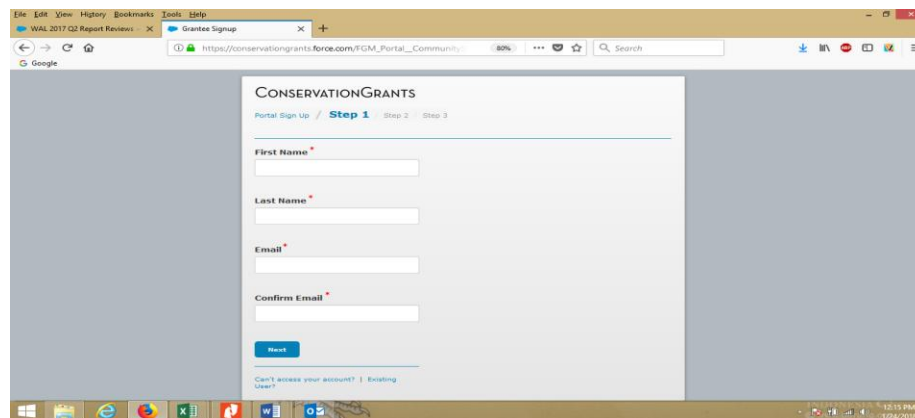 File Edit View History Bookmarks Tools Help
WAL 2017 Q2 Report Reviews - × Grantee Signup × +
https://conservationgrants.force.com/FGM_Portal__Community 80% ... Search
Google
CONSERVATIONGRANTS
Portal Sign Up / Step 1 / Step 2 / Step 3
First Name *
Last Name *
Email *
Confirm Email *
Next
Can't access your account? | Existing
User?
12:15 PM